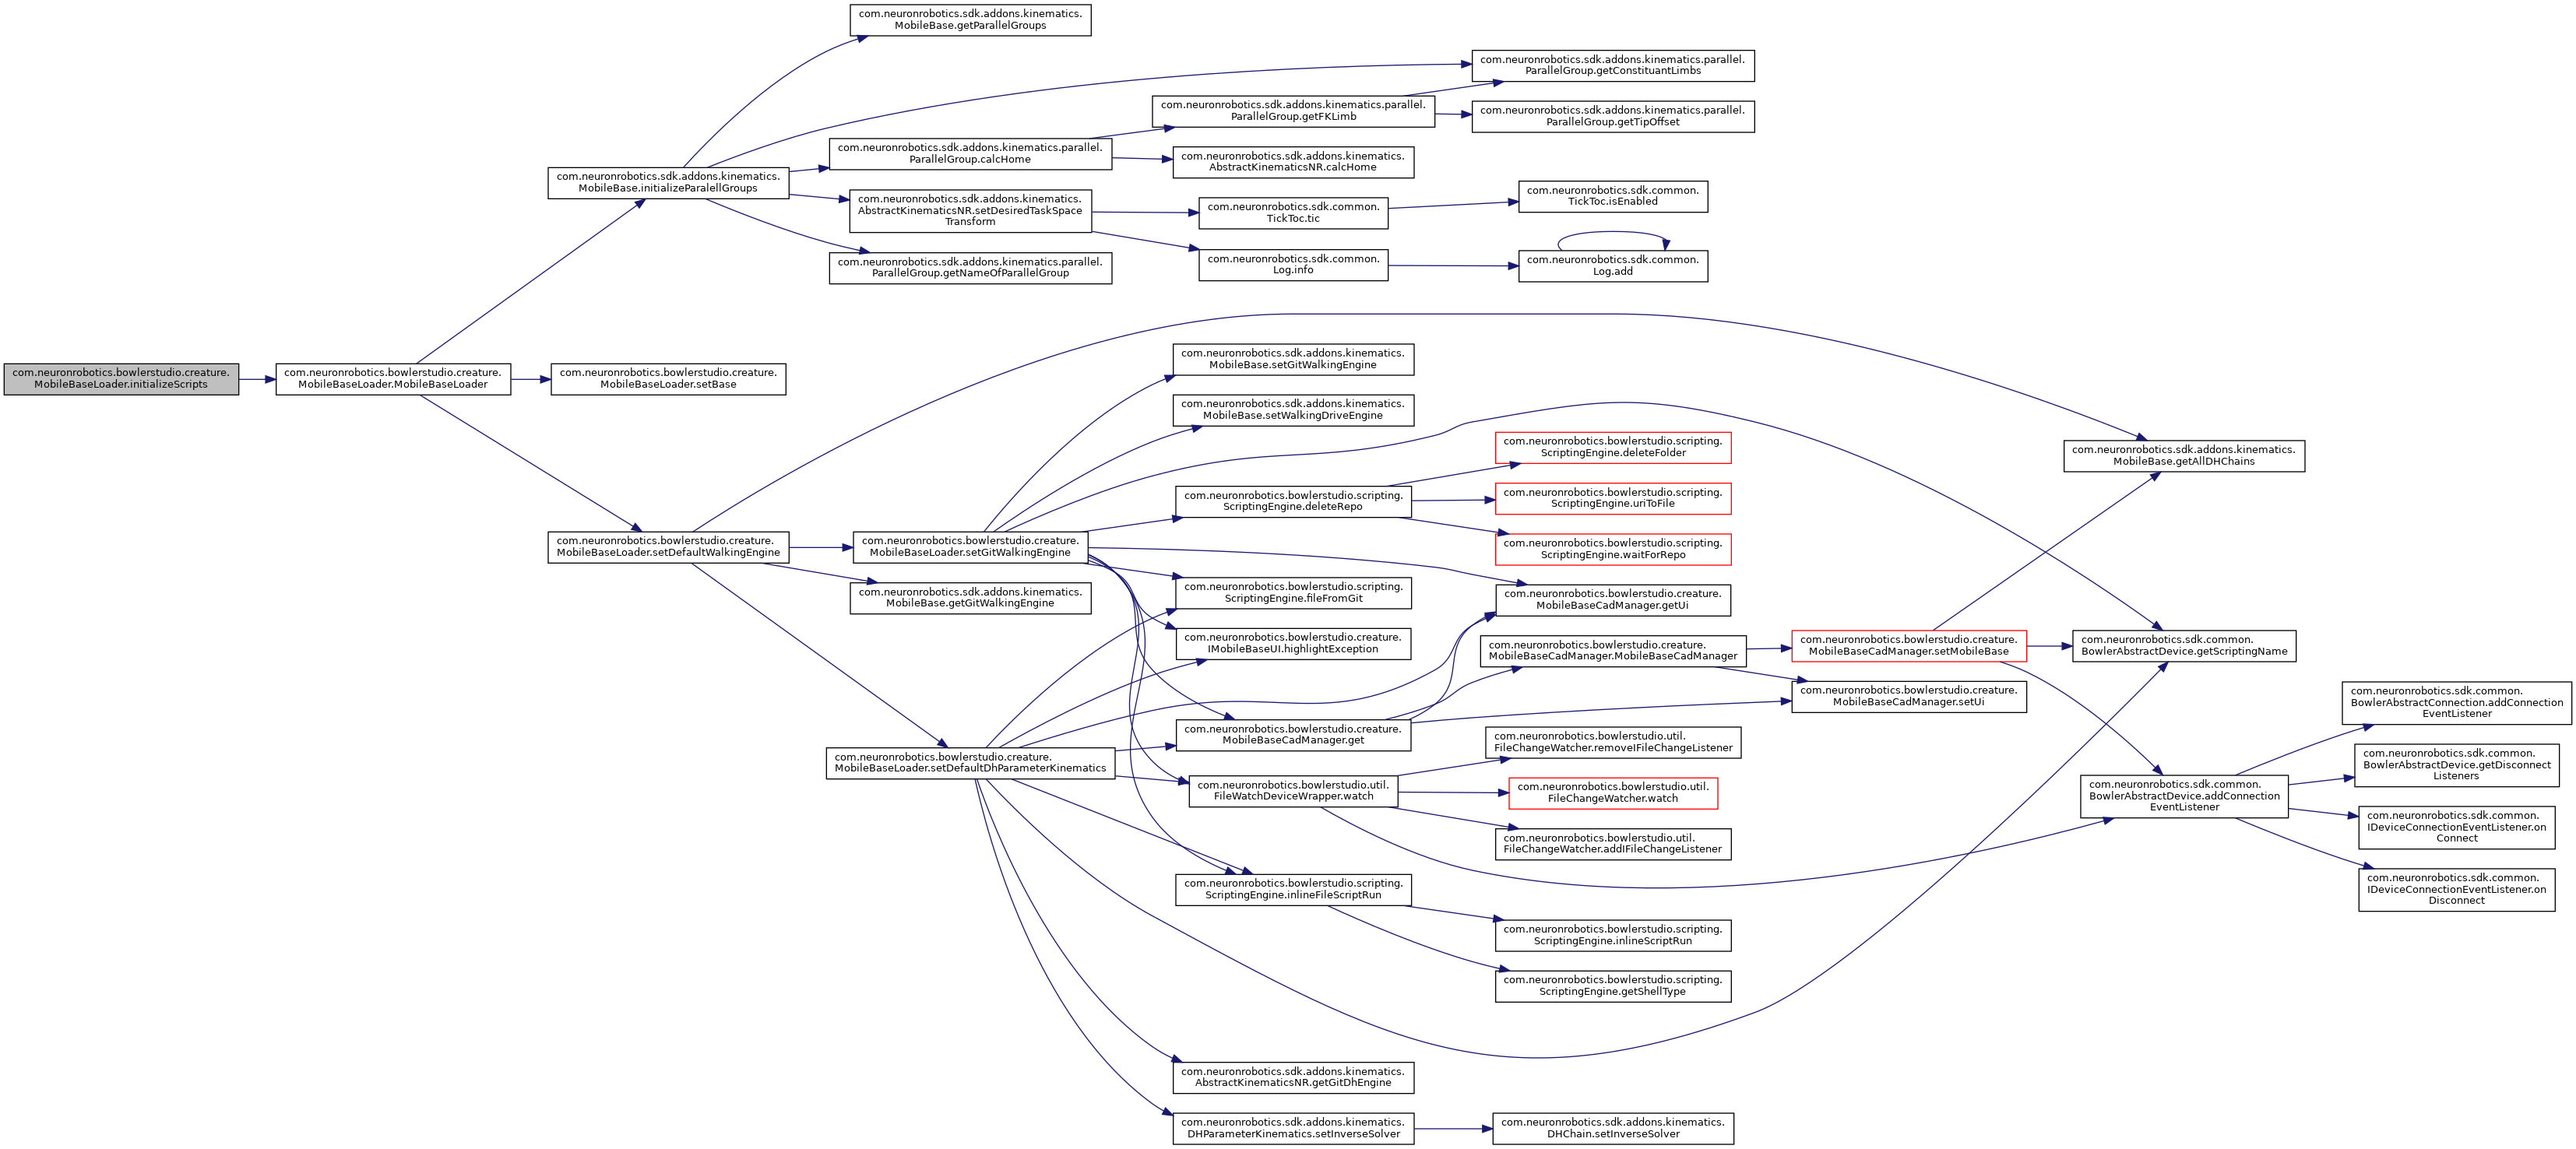 com.neuronrobotics.sdk.addons.kinematics.
MobileBase.getParallelGroups
com.neuronrobotics.sdk.addons.kinematics.parallel.
ParallelGroup.getConstituantLimbs
com.neuronrobotics.sdk.addons.kinematics.parallel.
ParallelGroup.getFKLimb
com.neuronrobotics.sdk.addons.kinematics.parallel.
ParallelGroup.getTipOffset
com.neuronrobotics.sdk.addons.kinematics.parallel.
ParallelGroup.calcHome
com.neuronrobotics.sdk.addons.kinematics.
AbstractKinematicsNR.calcHome
com.neuronrobotics.sdk.addons.kinematics.
MobileBase.initializeParalellGroups
com.neuronrobotics.sdk.addons.kinematics.
AbstractKinematicsNR.setDesiredTaskSpace
Transform
com.neuronrobotics.sdk.common.
TickToc.tic
com.neuronrobotics.sdk.common.
TickToc.isEnabled
com.neuronrobotics.sdk.addons.kinematics.parallel.
ParallelGroup.getNameOfParallelGroup
com.neuronrobotics.sdk.common.
Log.info
com.neuronrobotics.sdk.common.
Log.add
com.neuronrobotics.bowlerstudio.creature.
MobileBaseLoader.initializeScripts
com.neuronrobotics.bowlerstudio.creature.
MobileBaseLoader.MobileBaseLoader
com.neuronrobotics.bowlerstudio.creature.
MobileBaseLoader.setBase
com.neuronrobotics.sdk.addons.kinematics.
MobileBase.setGitWalkingEngine
com.neuronrobotics.sdk.addons.kinematics.
MobileBase.setWalkingDriveEngine
com.neuronrobotics.bowlerstudio.scripting.
ScriptingEngine.deleteFolder
com.neuronrobotics.sdk.addons.kinematics.
MobileBase.getAllDHChains
com.neuronrobotics.bowlerstudio.scripting.
ScriptingEngine.deleteRepo
com.neuronrobotics.bowlerstudio.scripting.
ScriptingEngine.uriToFile
com.neuronrobotics.bowlerstudio.creature.
MobileBaseLoader.setDefaultWalkingEngine
com.neuronrobotics.bowlerstudio.creature.
MobileBaseLoader.setGitWalkingEngine
com.neuronrobotics.bowlerstudio.scripting.
ScriptingEngine.waitForRepo
com.neuronrobotics.sdk.addons.kinematics.
MobileBase.getGitWalkingEngine
com.neuronrobotics.bowlerstudio.scripting.
ScriptingEngine.fileFromGit
com.neuronrobotics.bowlerstudio.creature.
MobileBaseCadManager.getUi
com.neuronrobotics.bowlerstudio.creature.
IMobileBaseUI.highlightException
com.neuronrobotics.bowlerstudio.creature.
MobileBaseCadManager.MobileBaseCadManager
com.neuronrobotics.bowlerstudio.creature.
MobileBaseCadManager.setMobileBase
com.neuronrobotics.sdk.common.
BowlerAbstractDevice.getScriptingName
com.neuronrobotics.bowlerstudio.creature.
MobileBaseCadManager.setUi
com.neuronrobotics.sdk.common.
BowlerAbstractConnection.addConnection
EventListener
com.neuronrobotics.bowlerstudio.creature.
MobileBaseCadManager.get
com.neuronrobotics.bowlerstudio.util.
FileChangeWatcher.removeIFileChangeListener
com.neuronrobotics.bowlerstudio.creature.
MobileBaseLoader.setDefaultDhParameterKinematics
com.neuronrobotics.sdk.common.
BowlerAbstractDevice.getDisconnect
Listeners
com.neuronrobotics.bowlerstudio.util.
FileWatchDeviceWrapper.watch
com.neuronrobotics.bowlerstudio.util.
FileChangeWatcher.watch
com.neuronrobotics.sdk.common.
BowlerAbstractDevice.addConnection
EventListener
com.neuronrobotics.sdk.common.
IDeviceConnectionEventListener.on
Connect
com.neuronrobotics.bowlerstudio.util.
FileChangeWatcher.addIFileChangeListener
com.neuronrobotics.sdk.common.
IDeviceConnectionEventListener.on
Disconnect
com.neuronrobotics.bowlerstudio.scripting.
ScriptingEngine.inlineFileScriptRun
com.neuronrobotics.bowlerstudio.scripting.
ScriptingEngine.inlineScriptRun
com.neuronrobotics.bowlerstudio.scripting.
ScriptingEngine.getShellType
com.neuronrobotics.sdk.addons.kinematics.
AbstractKinematicsNR.getGitDhEngine
com.neuronrobotics.sdk.addons.kinematics.
DHParameterKinematics.setInverseSolver
com.neuronrobotics.sdk.addons.kinematics.
DHChain.setInverseSolver